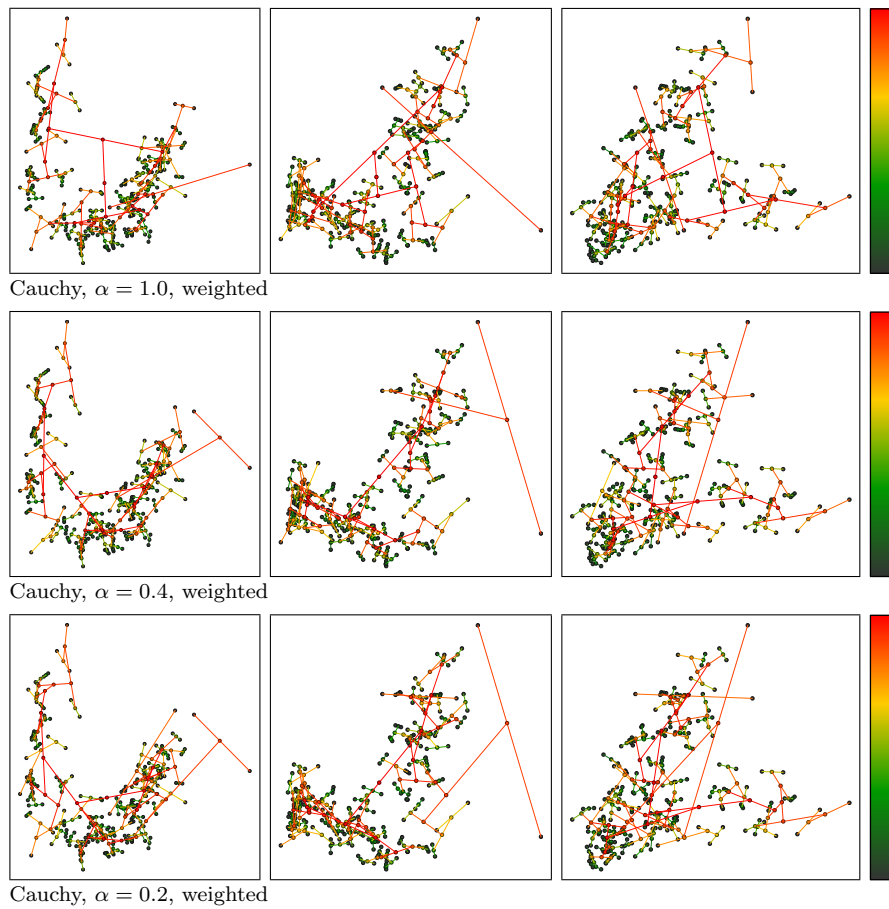 Cauchy, α = 1.0, weighted
Cauchy, α = 0.4, weighted
Cauchy, α = 0.2, weighted